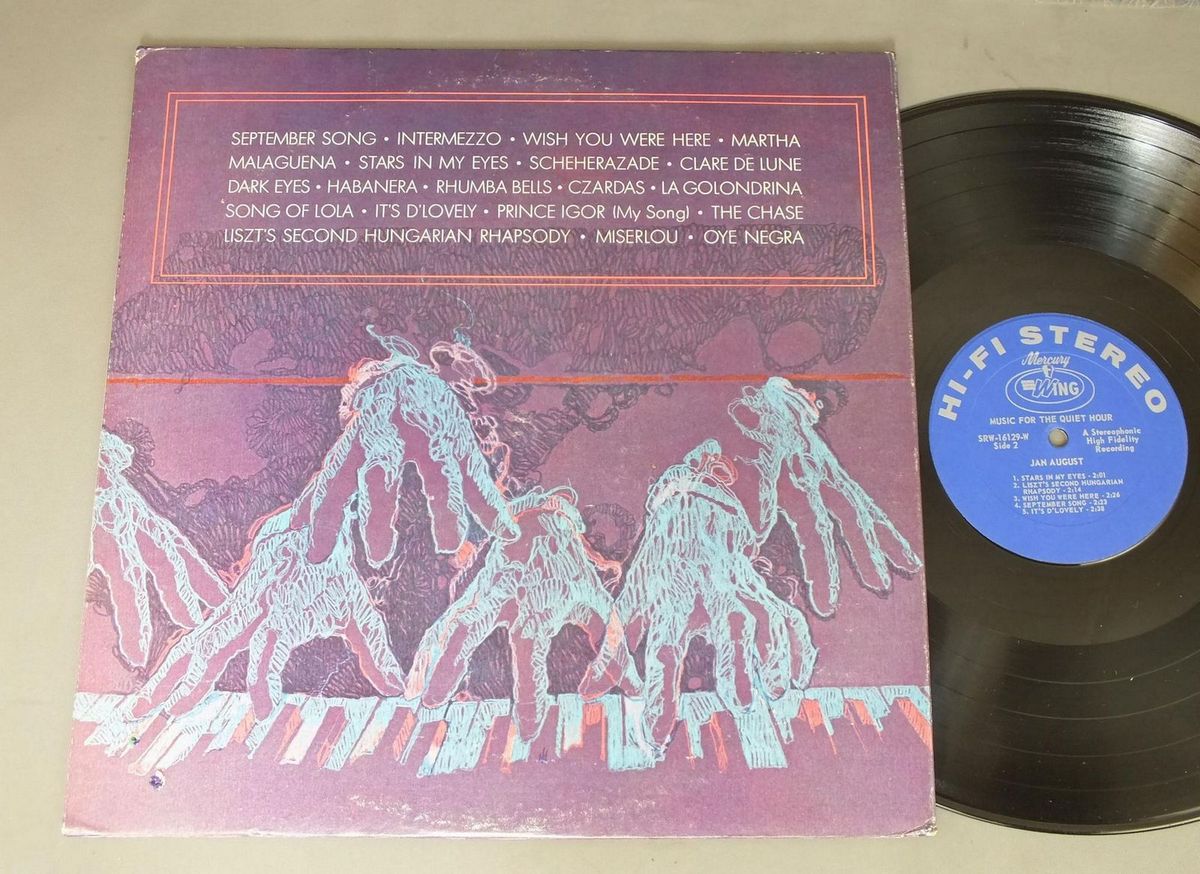 SEPTEMBER SONG • INTERMEZZO • WISH YOU WERE HERE • MARTHA
MALAGUENA • STARS IN MY EYES • SCHEHERAZADE • CLARE DE LUNE
DARK EYES • HABANERA • RHUMBA BELLS • CZARDAS • LA GOLONDRINA
SONG OF LOLA • IT'S D'LOVELY • PRINCE IGOR (My Song) • THE CHASE
LISZT'S SECOND HUNGARIAN RHAPSODY • MISERLOU • OYE NEGRA
HI-FI STEREO
Mercury
WING
MUSIC FOR THE QUIET HOUR
SRW-16129-W
Side 2
A Stereophonic
High Fidelity
Recording
JAN AUGUST
1. STARS IN MY EYES - 2:01
2. LISZT'S SECOND HUNGARIAN
RHAPSODY - 2:14
3. WISH YOU WERE HERE - 2:26
4. SEPTEMBER SONG - 2:23
5. IT'S D'LOVELY - 2:38